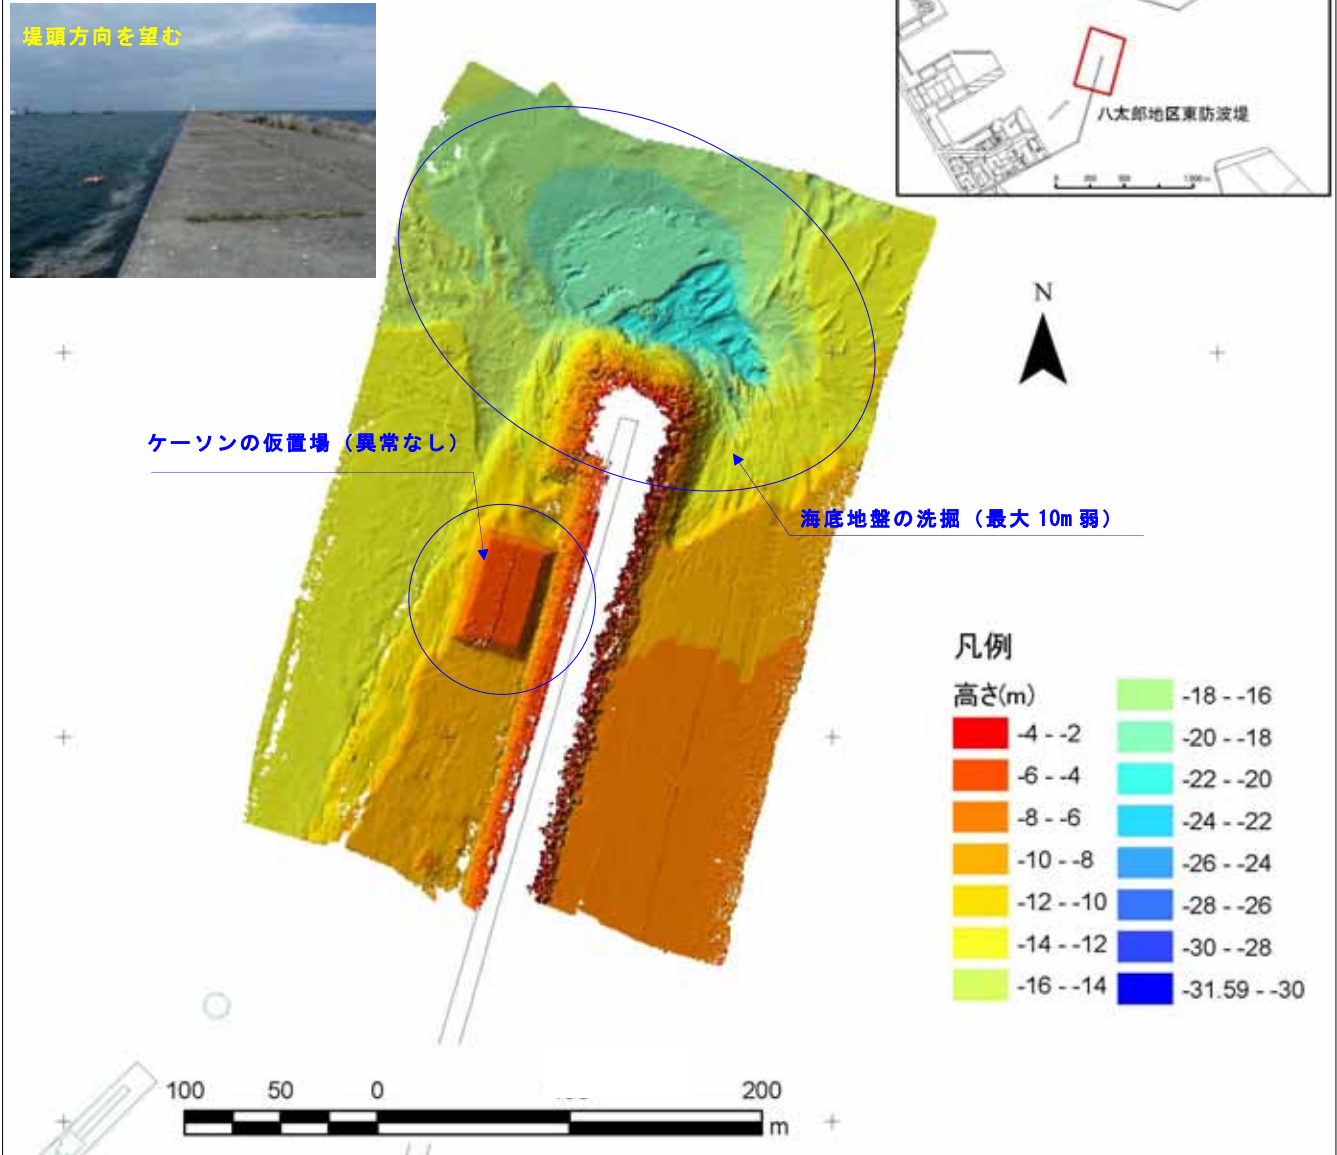 堤頭方向を望む
八太郎地区東防波堤
N
ケーソンの仮置場（異常なし）
海底地盤の洗掘（最大 10m 弱）
凡例
高さ(m)
-4 - -2
-6 - -4
-8 - -6
-10 - -8
-12 - -10
-14 - -12
-16 - -14
-18 - -16
-20 - -18
-22 - -20
-24 - -22
-26 - -24
-28 - -26
-30 - -28
-31.59 - -30
100 50 0 200
m